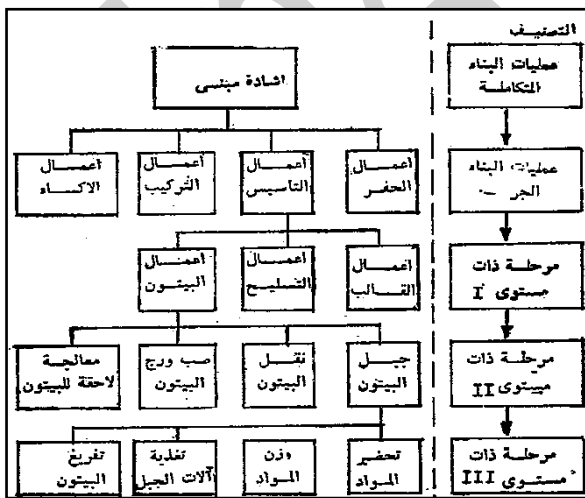 التصنيف
عمليات البناء
المتكاملة
اشادة مبنى
عمليات البناء
أعمال
الحفر
أعمال
التأسيس
أعمال
التركيب
أعمال
الاكساء
مرحلة ذات
مستوى I
أعمال
القالب
أعمال
التسليح
أعمال
البيتون
مرحلة ذات
مستوى II
جبل
البيتون
نقل
البيتون
صب ورج
البيتون
معالجة
لاحقة للبيتون
مرحلة ذات
مستوى III
تحضير
المواد
وزن
المواد
تغذية
آلات الجبل
تفريغ
البيتون